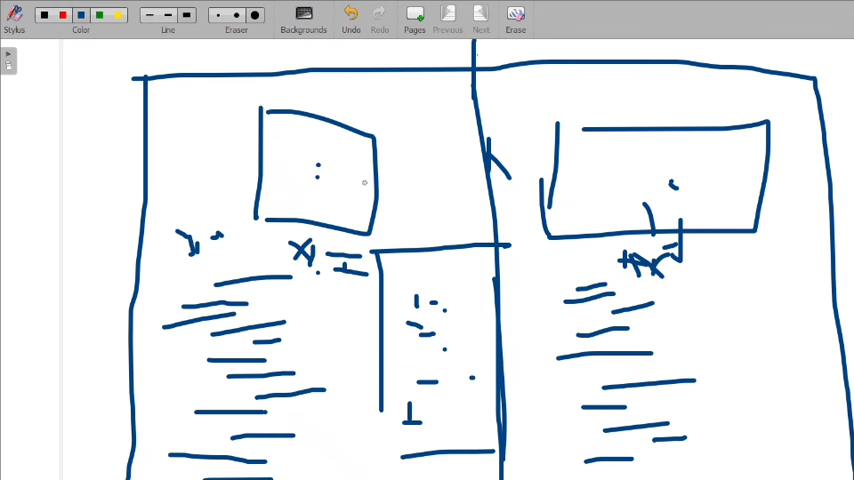 Stylus
Color
Line
Eraser
Backgrounds
Undo
Redo
Pages
Previous
Next
Erase